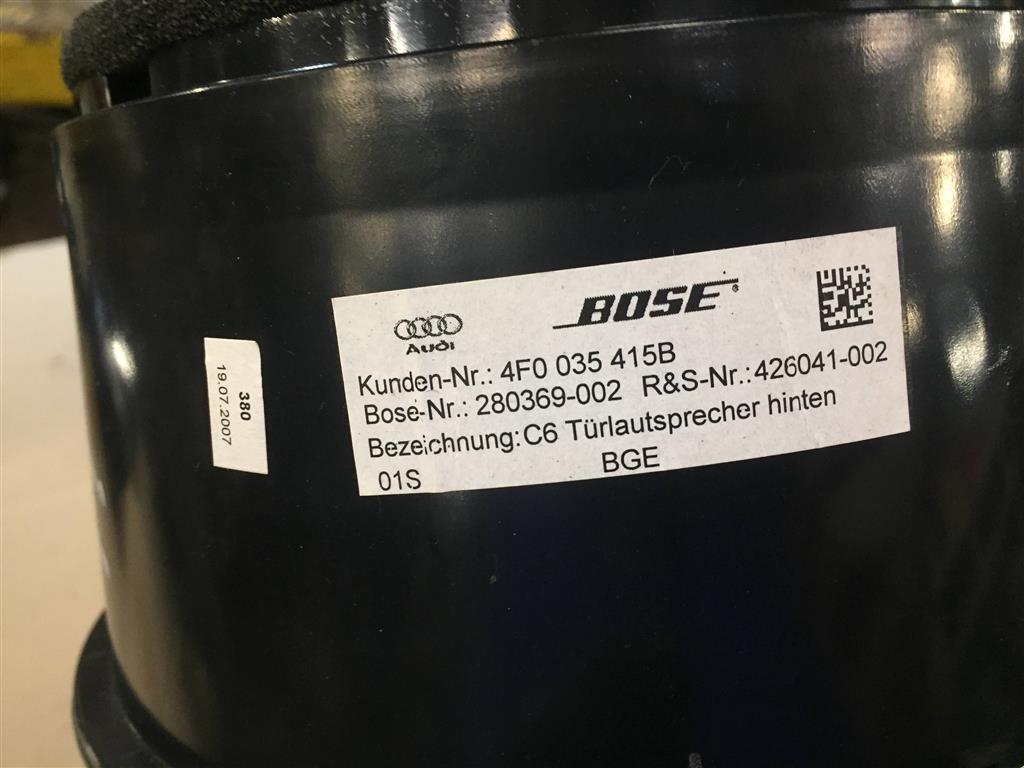 Audi
BOSE®
Kunden-Nr.: 4F0 035 415B
Bose-Nr.: 280369-002 R&S-Nr.: 426041-002
Bezeichnung: C6 Türlautsprecher hinten
01S BGE
380
19.07.2007